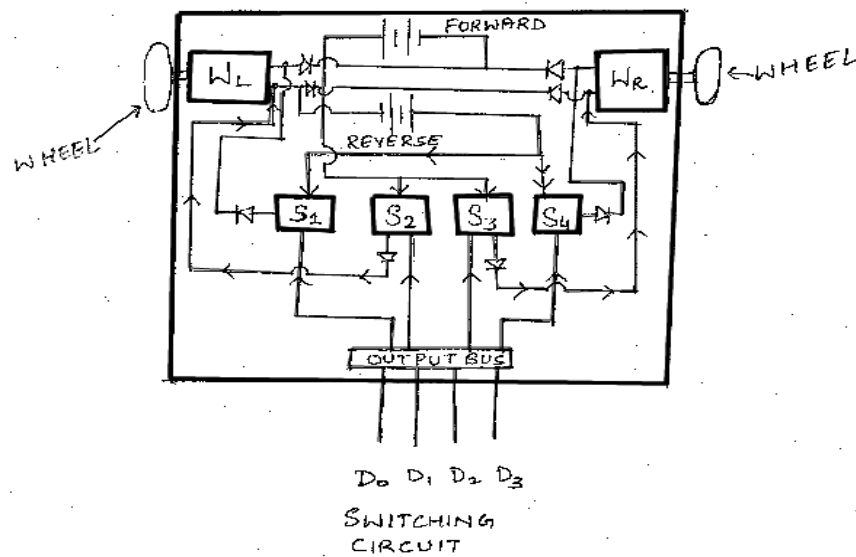 FORWARD
WL
WR
WHEEL
WHEEL
REVERSE
S1
S2
S3
S4
OUTPUT BUS
D0 D1 D2 D3
SWITCHING
CIRCUIT